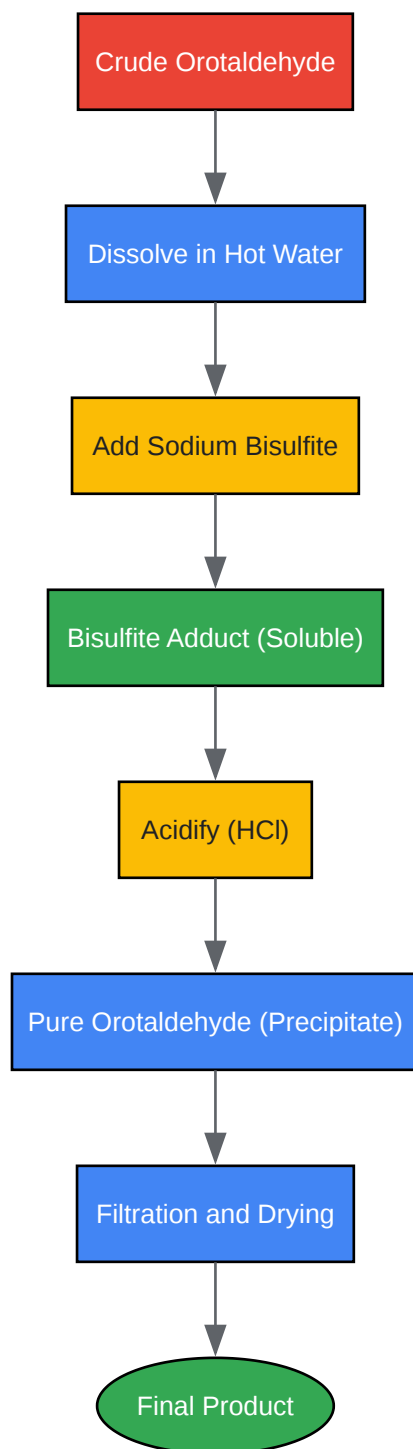 Crude Orotaldehyde
Dissolve in Hot Water
Add Sodium Bisulfite
Bisulfite Adduct (Soluble)
Acidify (HCl)
Pure Orotaldehyde (Precipitate)
Filtration and Drying
Final Product